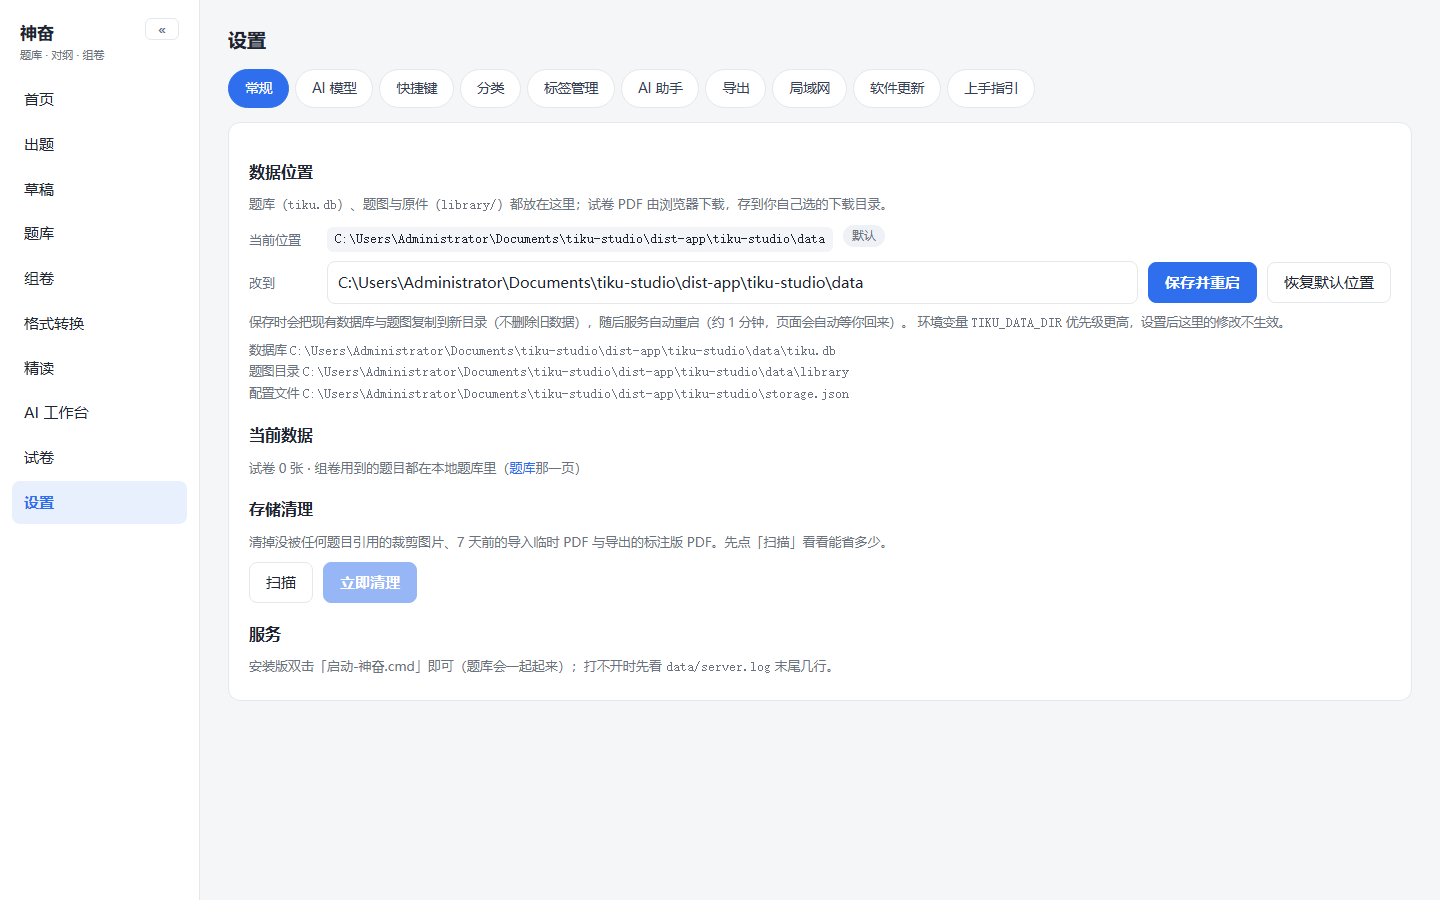 神奋
«
题库 · 对纲 · 组卷
首页
出题
草稿
题库
组卷
格式转换
精读
AI 工作台
试卷
设置
设置
常规
AI 模型
快捷键
分类
标签管理
AI 助手
导出
局域网
软件更新
上手指引
数据位置
题库（tiku.db）、题图与原件（library/）都放在这里；试卷 PDF 由浏览器下载，存到你自己选的下载目录。
当前位置 C:\Users\Administrator\Documents\tiku-studio\dist-app\tiku-studio\data 默认
改到 C:\Users\Administrator\Documents\tiku-studio\dist-app\tiku-studio\data 保存并重启 恢复默认位置
保存时会把现有数据库与题图复制到新目录（不删除旧数据），随后服务自动重启（约 1 分钟，页面会自动等你回来）。 环境变量 TIKU_DATA_DIR 优先级更高，设置后这里的修改不生效。
数据库 C:\Users\Administrator\Documents\tiku-studio\dist-app\tiku-studio\data\tiku.db
题图目录 C:\Users\Administrator\Documents\tiku-studio\dist-app\tiku-studio\data\library
配置文件 C:\Users\Administrator\Documents\tiku-studio\dist-app\tiku-studio\storage.json
当前数据
试卷 0 张 · 组卷用到的题目都在本地题库里（题库那一页）
存储清理
清掉没被任何题目引用的裁剪图片、7 天前的导入临时 PDF 与导出的标注版 PDF。先点「扫描」看看能省多少。
扫描 立即清理
服务
安装版双击「启动-神奋.cmd」即可（题库会一起起来）；打不开时先看 data/server.log 末尾几行。